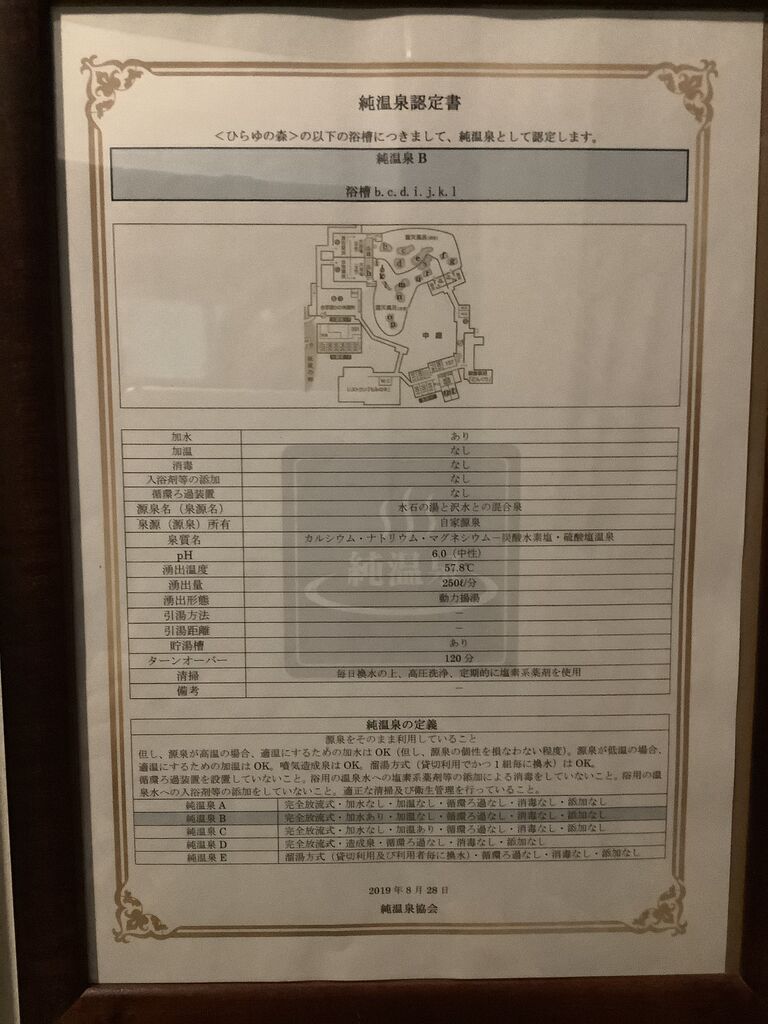 純温泉認定書
＜ひらゆの森＞の以下の浴槽につきまして、純温泉として認定します。
純温泉 B
浴槽 b. c. d. i. j. k. l
中庭
加水 あり
加温 なし
消毒 なし
入浴剤等の添加 なし
循環ろ過装置 なし
源泉名（泉源名） 水石の湯と沢水との混合泉
泉源（源泉）所有 自家源泉
泉質名 カルシウム・ナトリウム・マグネシウム－炭酸水素塩・硫酸塩温泉
pH 6.0（中性）
湧出温度 57.8℃
湧出量 250ℓ/分
湧出形態 動力揚湯
引湯方法 －
引湯距離 －
貯湯槽 あり
ターンオーバー 120 分
清掃 毎日換水の上、高圧洗浄、定期的に塩素系薬剤を使用
備考 －
純温泉の定義
源泉をそのまま利用していること
但し、源泉が高温の場合、適温にするための加水は OK（但し、源泉の個性を損なわない程度）。源泉が低温の場合、
適温にするための加温は OK。噴気造成泉は OK。溜湯方式（貸切利用でかつ 1 組毎に換水）は OK。
循環ろ過装置を設置していないこと。浴用の温泉水への塩素系薬剤等の添加による消毒をしていないこと。浴用の温
泉水への入浴剤等の添加をしていないこと。適正な清掃及び衛生管理を行っていること。
純温泉 A 完全放流式・加水なし・加温なし・循環ろ過なし・消毒なし・添加なし
純温泉 B 完全放流式・加水あり・加温なし・循環ろ過なし・消毒なし・添加なし
純温泉 C 完全放流式・加水なし・加温あり・循環ろ過なし・消毒なし・添加なし
純温泉 D 完全放流式・造成泉・循環ろ過なし・消毒なし・添加なし
純温泉 E 溜湯方式（貸切利用及び利用者毎に換水）・循環ろ過なし・消毒なし・添加なし
2019 年 8 月 28 日
純温泉協会